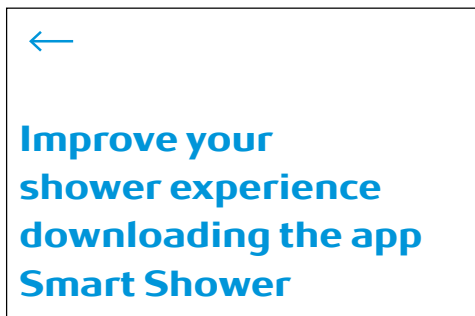 Improve your
shower experience
downloading the app
Smart Shower